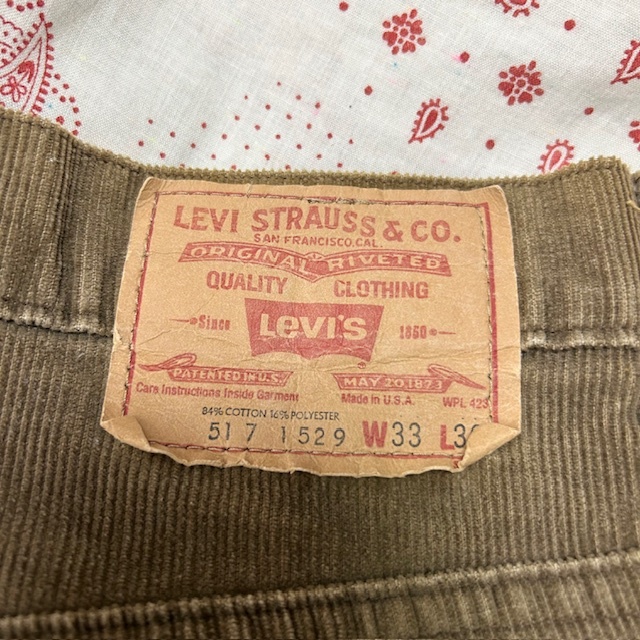 LEVI STRAUSS & CO.
SAN FRANCISCO, CAL.
ORIGINAL RIVETED
QUALITY CLOTHING
Since LEVI'S 1850
PATENTED IN U.S. MAY 20 1873
Care Instructions Inside Garment Made in U.S.A. WPL 423
84% COTTON 16% POLYESTER
517 1529 W33